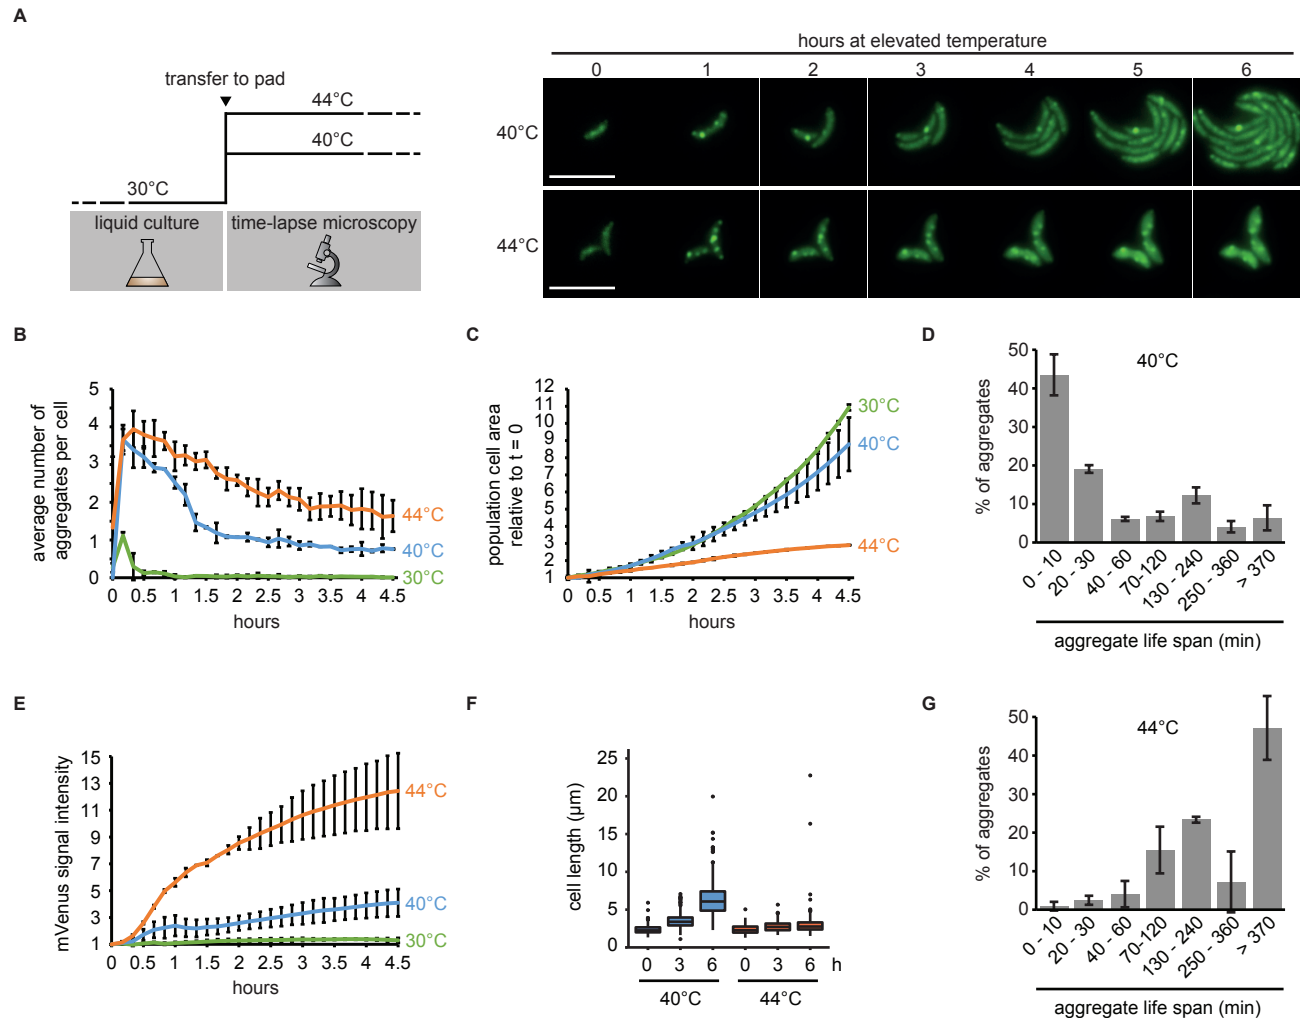 A
transfer to pad
44°C
40°C
30°C
liquid culture
time-lapse microscopy
hours at elevated temperature
0 1 2 3 4 5 6
40°C
44°C
B
average number of
aggregates per cell
5
4
3
2
1
0
44°C
40°C
30°C
0 0.5 1 1.5 2 2.5 3 3.5 4 4.5
hours
C
population cell area
relative to t = 0
12
11
10
9
8
7
6
5
4
3
2
1
30°C
40°C
44°C
0 0.5 1 1.5 2 2.5 3 3.5 4 4.5
hours
D
40°C
% of aggregates
50
40
30
20
10
0
0 - 10
20 - 30
40 - 60
70-120
130 - 240
250 - 360
> 370
aggregate life span (min)
E
mVenus signal intensity
15
13
11
9
7
5
3
1
44°C
40°C
30°C
0 0.5 1 1.5 2 2.5 3 3.5 4 4.5
hours
F
cell length (µm)
25
20
15
10
5
0
0 3 6 0 3 6 h
40°C 44°C
G
44°C
% of aggregates
50
40
30
20
10
0
0 - 10
20 - 30
40 - 60
70-120
130 - 240
250 - 360
> 370
aggregate life span (min)